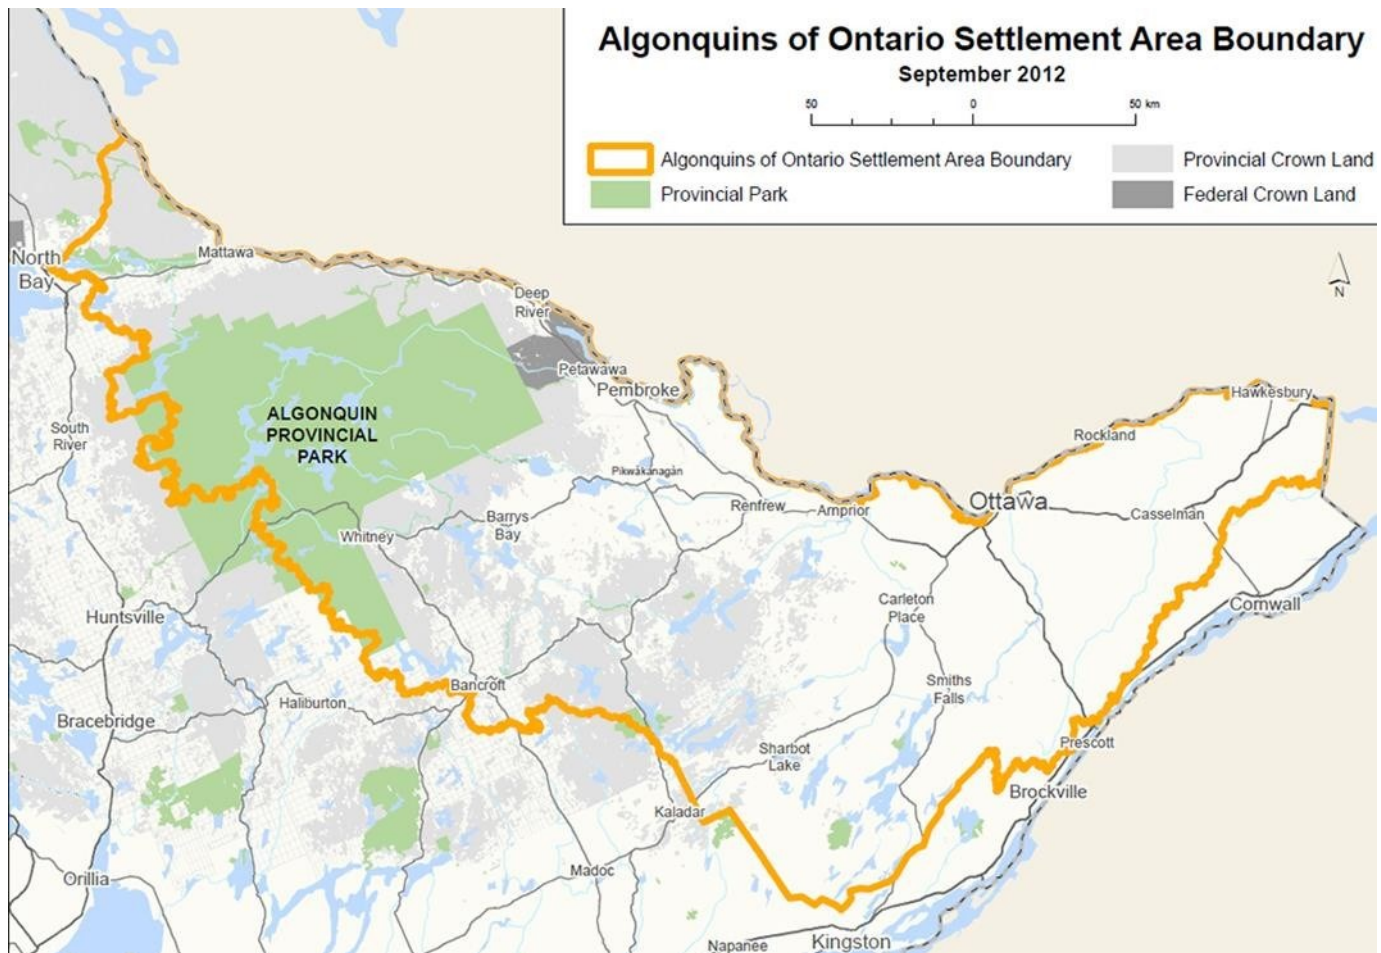 Algonquins of Ontario Settlement Area Boundary
September 2012
50 0 50 km
Algonquins of Ontario Settlement Area Boundary
Provincial Crown Land
Provincial Park
Federal Crown Land
N
North
Bay
Mattawa
Deep
River
Petawawa
Pembroke
ALGONQUIN
PROVINCIAL
PARK
South
River
Hawkesbury
Rockland
Pikwàkanagàn
Renfrew
Arnprior
Ottawa
Casselman
Barrys
Bay
Whitney
Huntsville
Carleton
Place
Cornwall
Smiths
Falls
Bancroft
Haliburton
Bracebridge
Sharbot
Lake
Prescott
Brockville
Kaladar
Madoc
Orillia
Napanee
Kingston